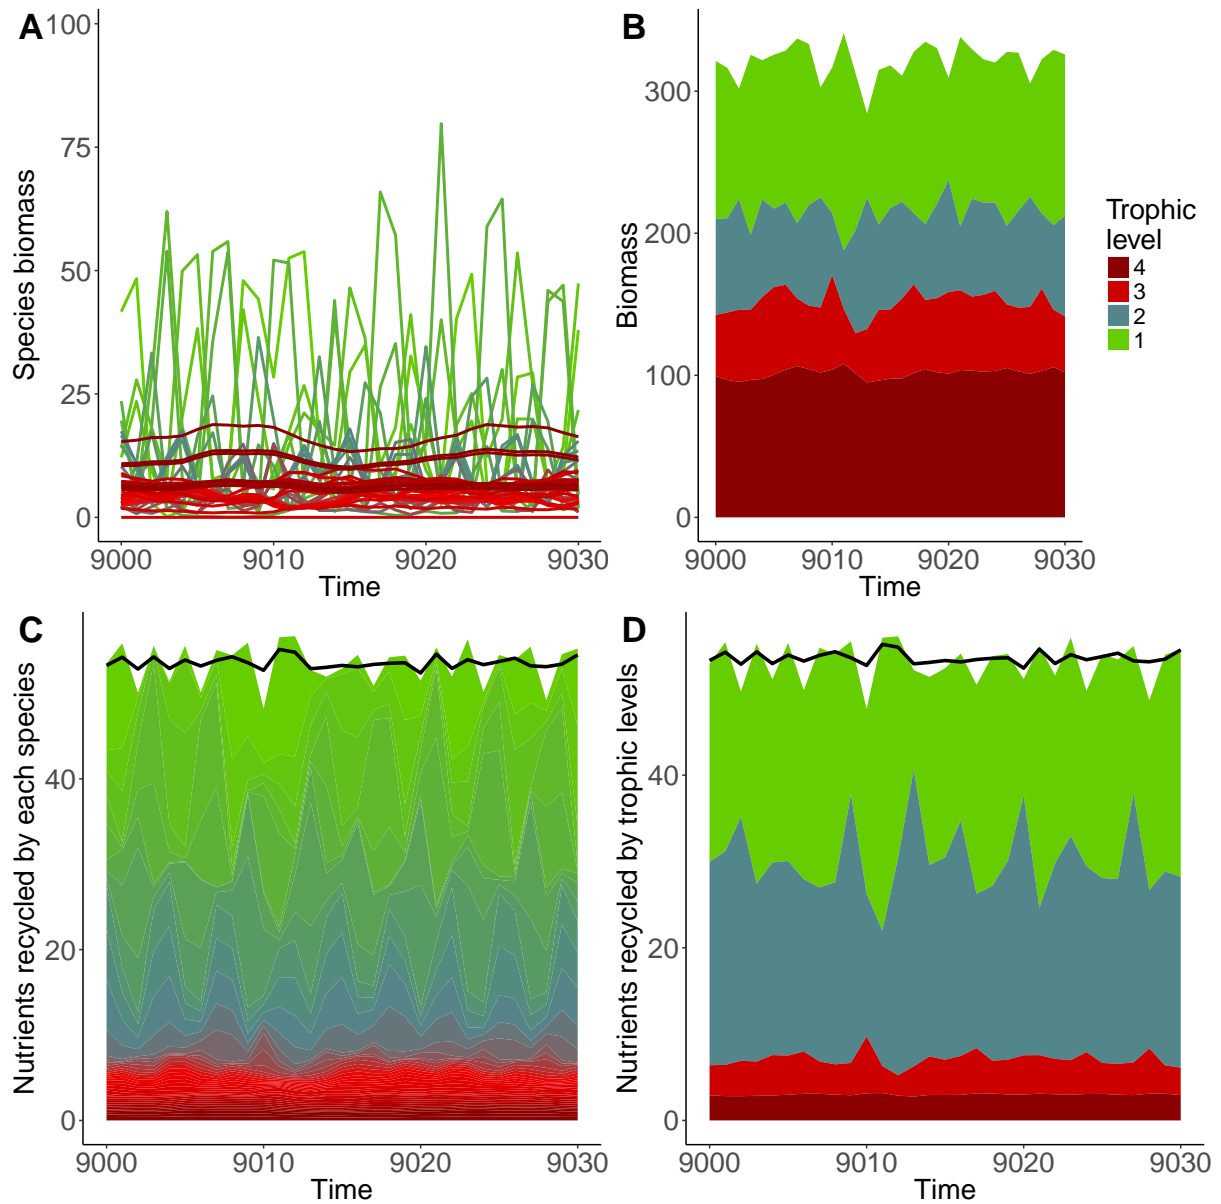 A
100
75
50
25
0
Species biomass
9000 9010 9020 9030
Time
B
300
200
100
0
Biomass
9000 9010 9020 9030
Time
Trophic
level
4
3
2
1
C
40
20
0
Nutrients recycled by each species
9000 9010 9020 9030
Time
D
40
20
0
Nutrients recycled by trophic levels
9000 9010 9020 9030
Time